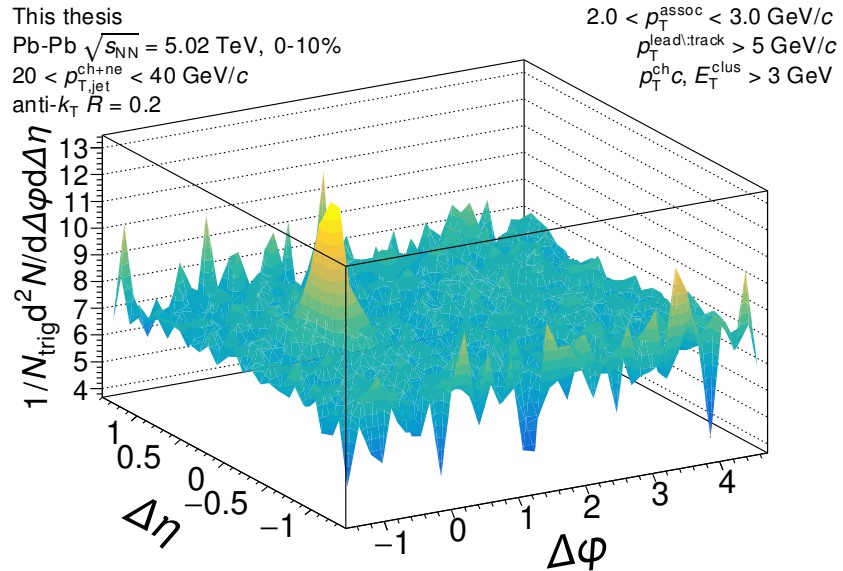 This thesis
Pb-Pb √s_NN = 5.02 TeV, 0-10%
20 < p_T,jet^ch+ne < 40 GeV/c
anti-k_T R = 0.2
2.0 < p_T^assoc < 3.0 GeV/c
p_T^lead\:track > 5 GeV/c
p_T^ch c, E_T^clus > 3 GeV
1/N_trig d^2 N/dΔφdΔη
13
12
11
10
9
8
7
6
5
4
1
0.5
0
−0.5
−1
Δη
−1
0
1
2
3
4
Δφ